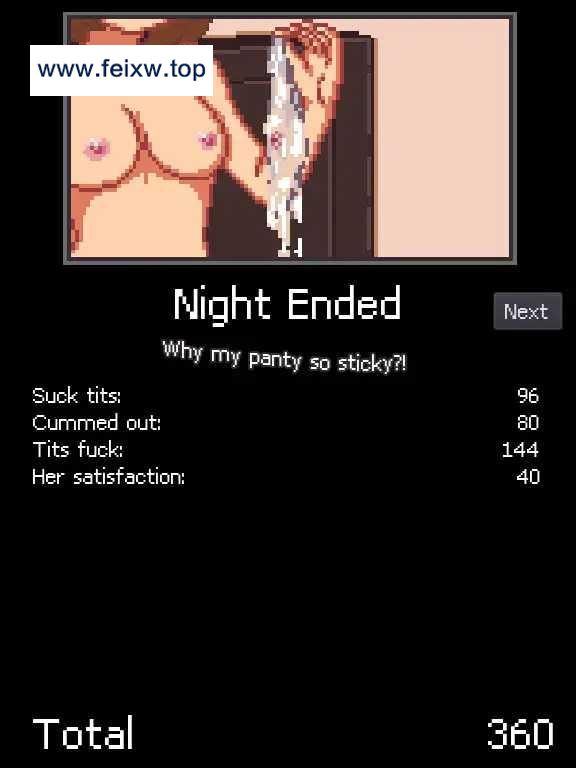 www.feixw.top
Night Ended
Next
Why my panty so sticky?!
Suck tits: 96
Cummed out: 80
Tits fuck: 144
Her satisfaction: 40
Total 360